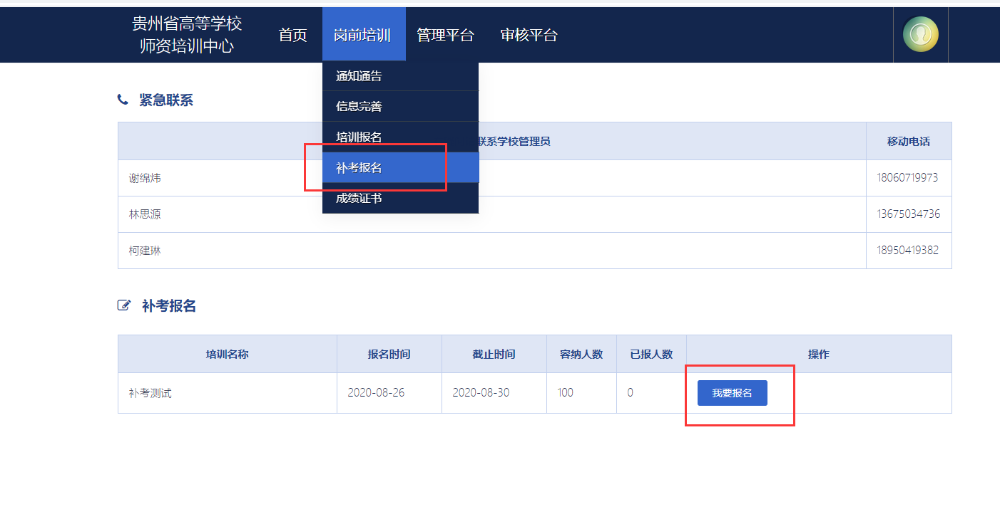 贵州省高等学校
师资培训中心
首页
岗前培训
管理平台
审核平台
通知通告
信息完善
培训报名
补考报名
成绩证书
紧急联系
联系学校管理员
移动电话
谢绵炜
18060719973
林思源
13675034736
柯建琳
18950419382
补考报名
培训名称
报名时间
截止时间
容纳人数
已报人数
操作
补考测试
2020-08-26
2020-08-30
100
0
我要报名